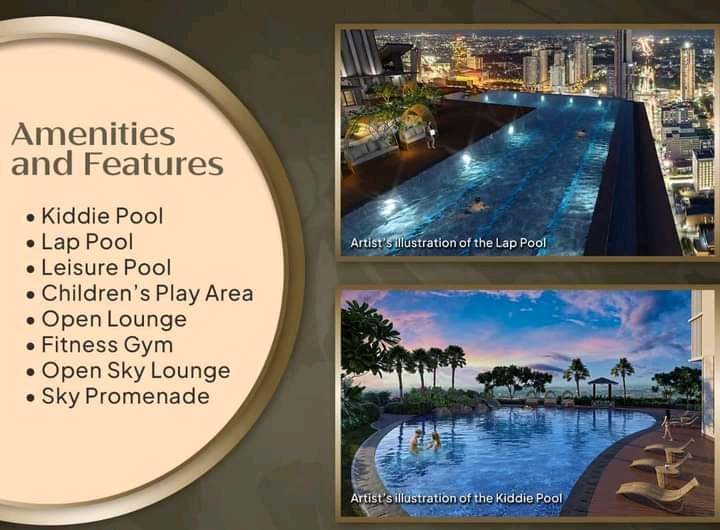 Amenities
and Features
• Kiddie Pool
• Lap Pool
• Leisure Pool
• Children's Play Area
• Open Lounge
• Fitness Gym
• Open Sky Lounge
• Sky Promenade
Artist's illustration of the Lap Pool
Artist's illustration of the Kiddie Pool